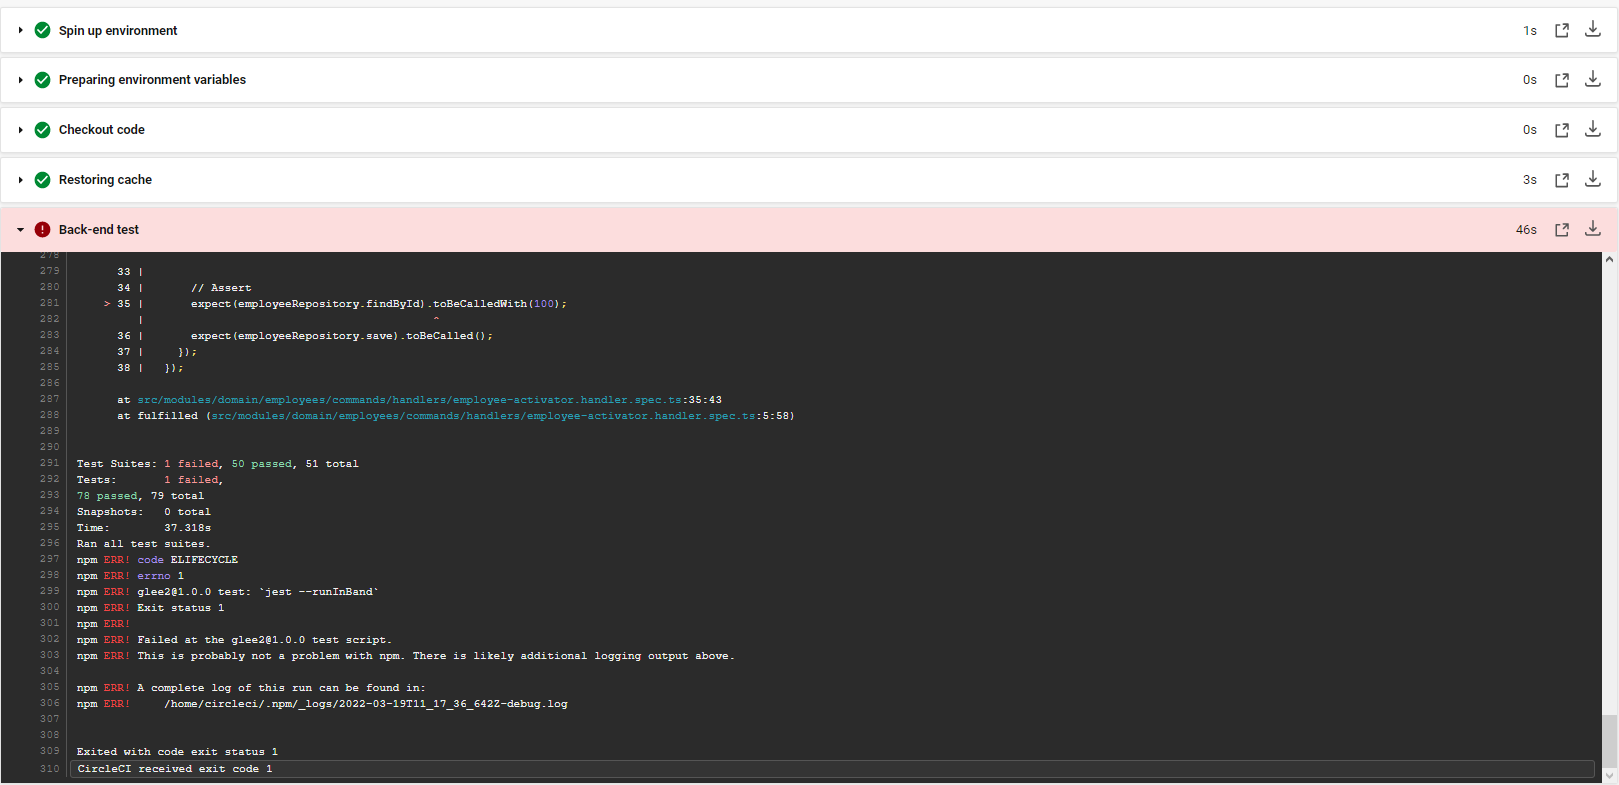 Spin up environment 1s
Preparing environment variables 0s
Checkout code 0s
Restoring cache 3s
Back-end test 46s
278
279 33 |
280 34 | // Assert
281 > 35 | expect(employeeRepository.findById).toBeCalledWith(100);
282 | ^
283 36 | expect(employeeRepository.save).toBeCalled();
284 37 | });
285 38 | });
286
287 at src/modules/domain/employees/commands/handlers/employee-activator.handler.spec.ts:35:43
288 at fulfilled (src/modules/domain/employees/commands/handlers/employee-activator.handler.spec.ts:5:58)
289
290
291 Test Suites: 1 failed, 50 passed, 51 total
292 Tests: 1 failed,
293 78 passed, 79 total
294 Snapshots: 0 total
295 Time: 37.318s
296 Ran all test suites.
297 npm ERR! code ELIFECYCLE
298 npm ERR! errno 1
299 npm ERR! glee2@1.0.0 test: `jest --runInBand`
300 npm ERR! Exit status 1
301 npm ERR!
302 npm ERR! Failed at the glee2@1.0.0 test script.
303 npm ERR! This is probably not a problem with npm. There is likely additional logging output above.
304
305 npm ERR! A complete log of this run can be found in:
306 npm ERR! /home/circleci/.npm/_logs/2022-03-19T11_17_36_642Z-debug.log
307
308
309 Exited with code exit status 1
310 CircleCI received exit code 1